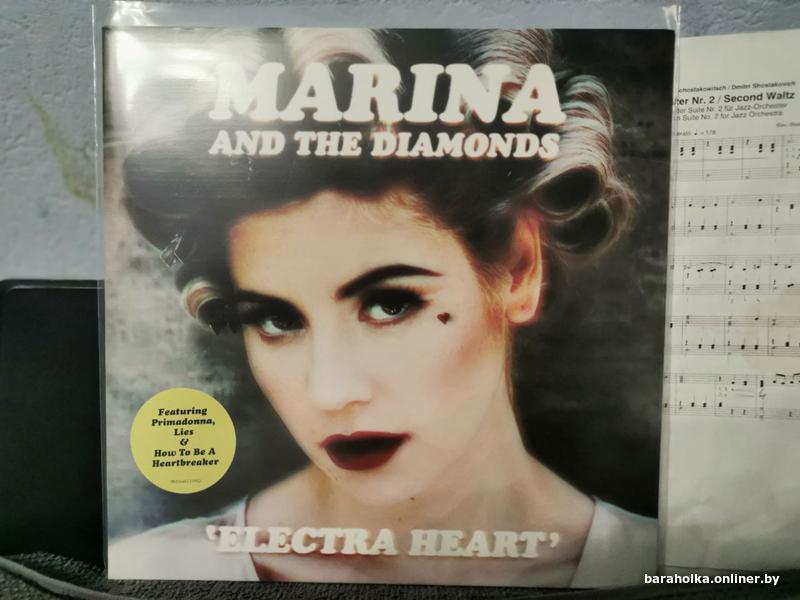 MARINA
AND THE DIAMONDS
Featuring
Primadonna,
Lies
&
How To Be A
Heartbreaker
'ELECTRA HEART'
Schostakowitsch / Dmitri Shostakovich
Nr. 2 / Second Waltz
Suite Nr. 2 für Jazz-Orchester
Suite No. 2 for Jazz Orchestra
= 178
baraholka.onliner.by